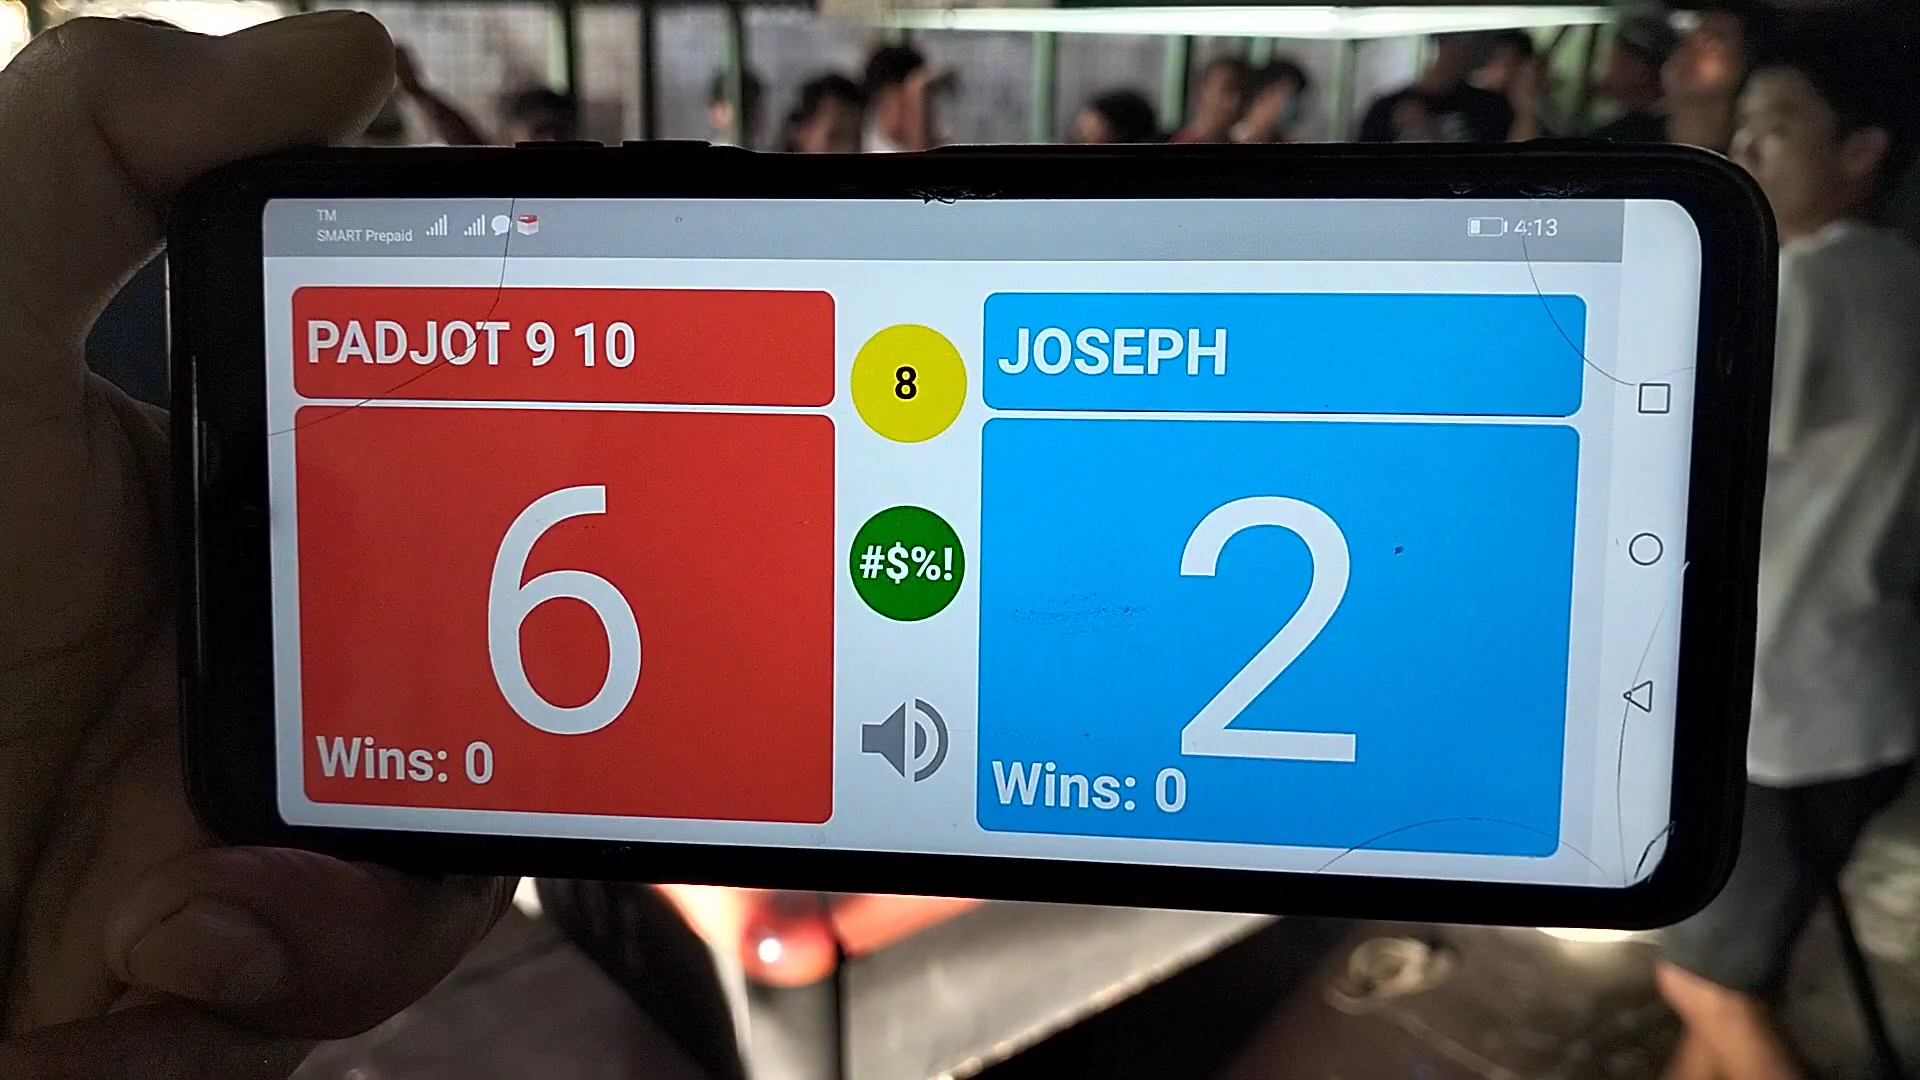 TM
SMART Prepaid
4:13
PADJOT 9 10
8
JOSEPH
6
#$%!
2
Wins: 0
Wins: 0